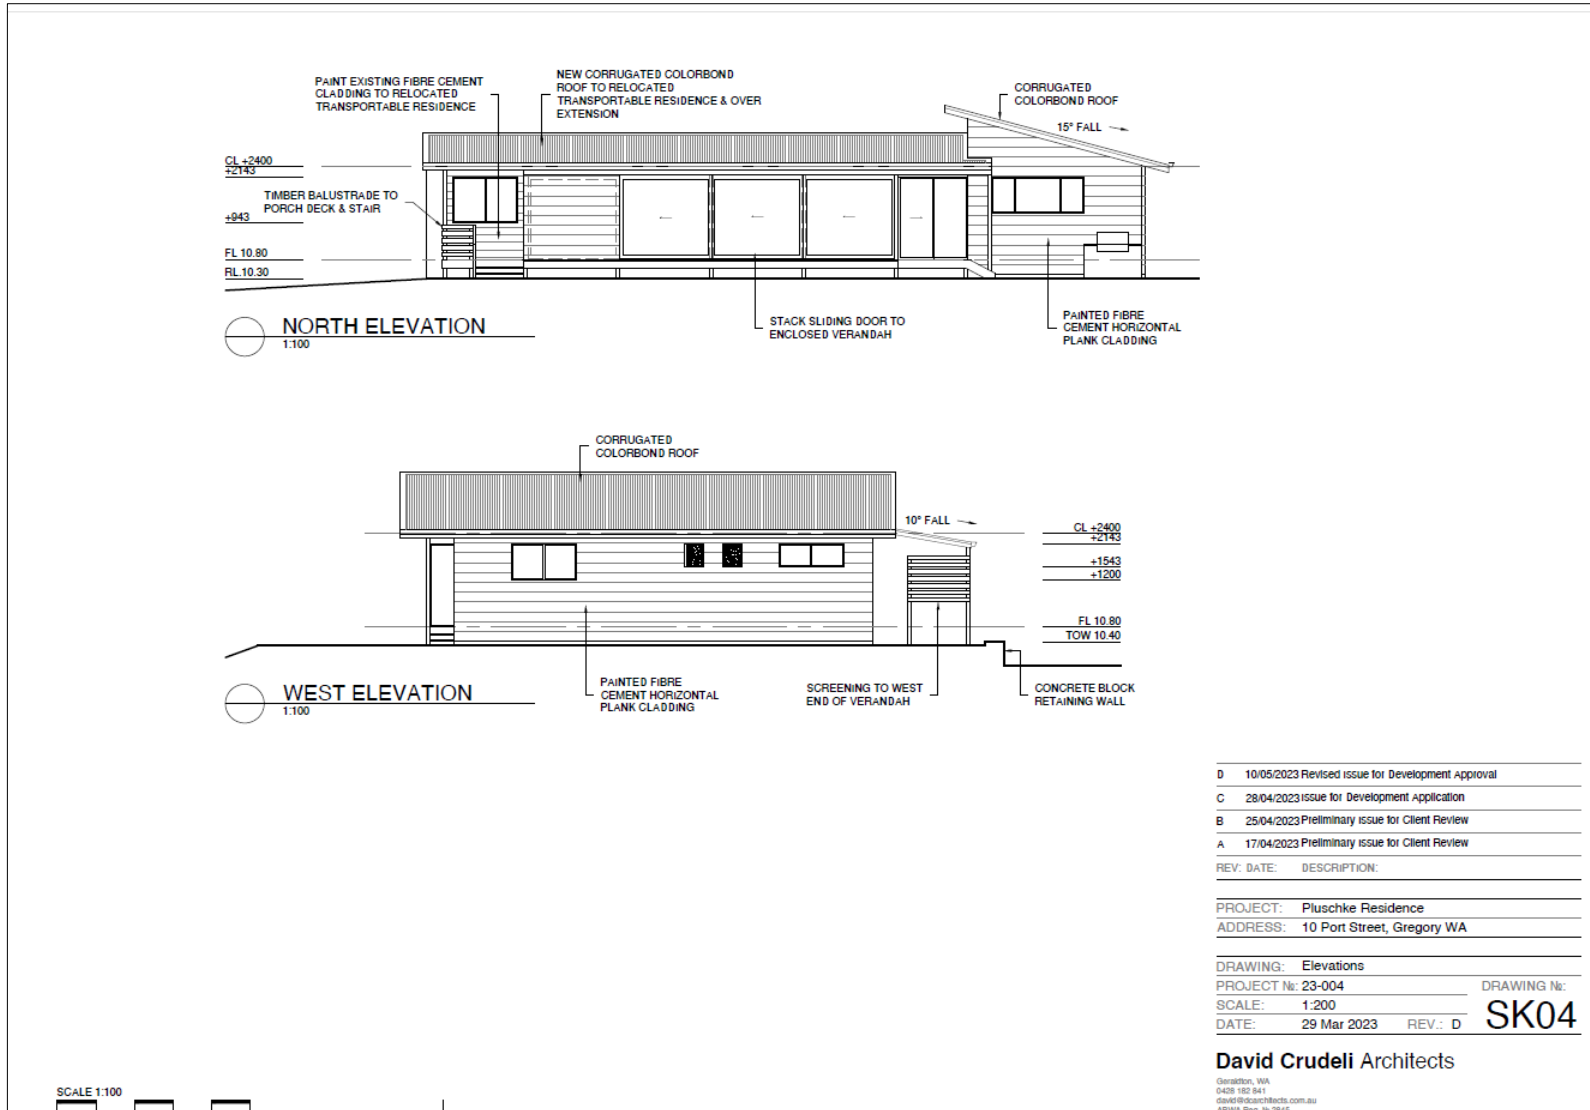 PAINT EXISTING FIBRE CEMENT
CLADDING TO RELOCATED
TRANSPORTABLE RESIDENCE
NEW CORRUGATED COLORBOND
ROOF TO RELOCATED
TRANSPORTABLE RESIDENCE & OVER
EXTENSION
CORRUGATED
COLORBOND ROOF
15° FALL
CL +2400
+2143
TIMBER BALUSTRADE TO
PORCH DECK & STAIR
+943
FL 10.80
RL.10.30
NORTH ELEVATION
1:100
STACK SLIDING DOOR TO
ENCLOSED VERANDAH
PAINTED FIBRE
CEMENT HORIZONTAL
PLANK CLADDING
CORRUGATED
COLORBOND ROOF
10° FALL
CL +2400
+2143
+1543
+1200
FL 10.80
TOW 10.40
WEST ELEVATION
1:100
PAINTED FIBRE
CEMENT HORIZONTAL
PLANK CLADDING
SCREENING TO WEST
END OF VERANDAH
CONCRETE BLOCK
RETAINING WALL
D 10/05/2023 Revised Issue for Development Approval
C 28/04/2023 Issue for Development Application
B 25/04/2023 Preliminary Issue for Client Review
A 17/04/2023 Preliminary Issue for Client Review
REV: DATE: DESCRIPTION:
PROJECT: Pluschke Residence
ADDRESS: 10 Port Street, Gregory WA
DRAWING: Elevations
PROJECT №: 23-004
DRAWING №:
SCALE: 1:200
SK04
DATE: 29 Mar 2023 REV.: D
David Crudeli Architects
Geraldton, WA
0428 182 841
david@dcarchitects.com.au
SCALE 1:100